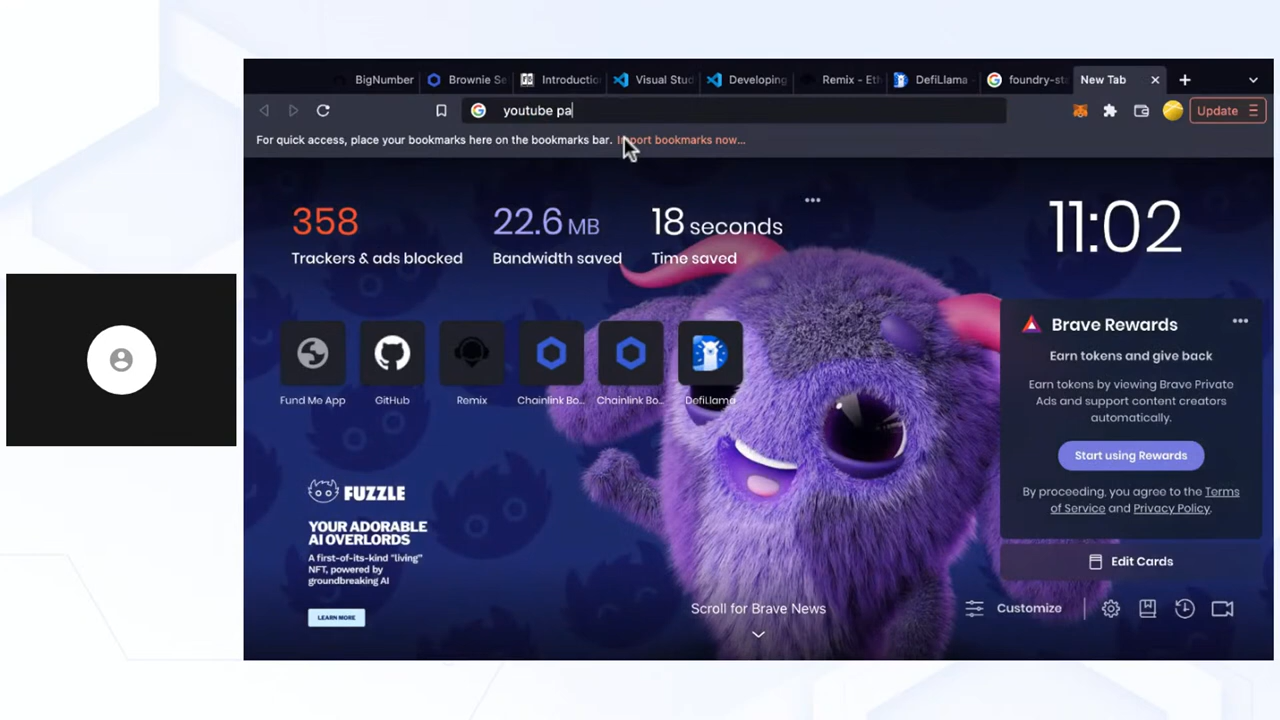 BigNumber
Brownie Se
Introductio
Visual Stud
Developing
Remix - Eth
DefiLlama
foundry-sta
New Tab
youtube pa
Update
For quick access, place your bookmarks here on the bookmarks bar. Import bookmarks now...
358
Trackers & ads blocked
22.6 MB
Bandwidth saved
18 seconds
Time saved
11:02
Brave Rewards
Earn tokens and give back
Earn tokens by viewing Brave Private
Ads and support content creators
automatically.
Start using Rewards
By proceeding, you agree to the Terms
of Service and Privacy Policy.
Edit Cards
Fund Me App
GitHub
Remix
Chainlink Bo...
Chainlink Bo...
DefiLlama
FUZZLE
YOUR ADORABLE
AI OVERLORDS
A first-of-its-kind "living"
NFT, powered by
groundbreaking AI
LEARN MORE
Scroll for Brave News
Customize